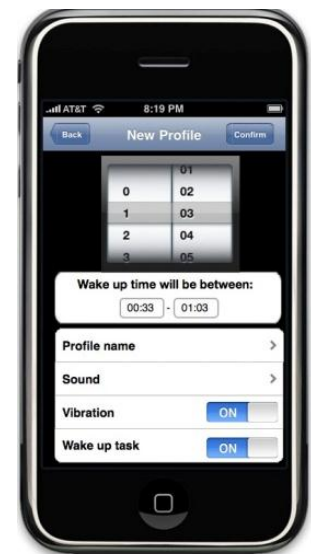 AT&T 8:19 PM
Back New Profile Confirm
01
0 02
1 03
2 04
3 05
Wake up time will be between:
00:33 - 01:03
Profile name
Sound
Vibration ON
Wake up task ON